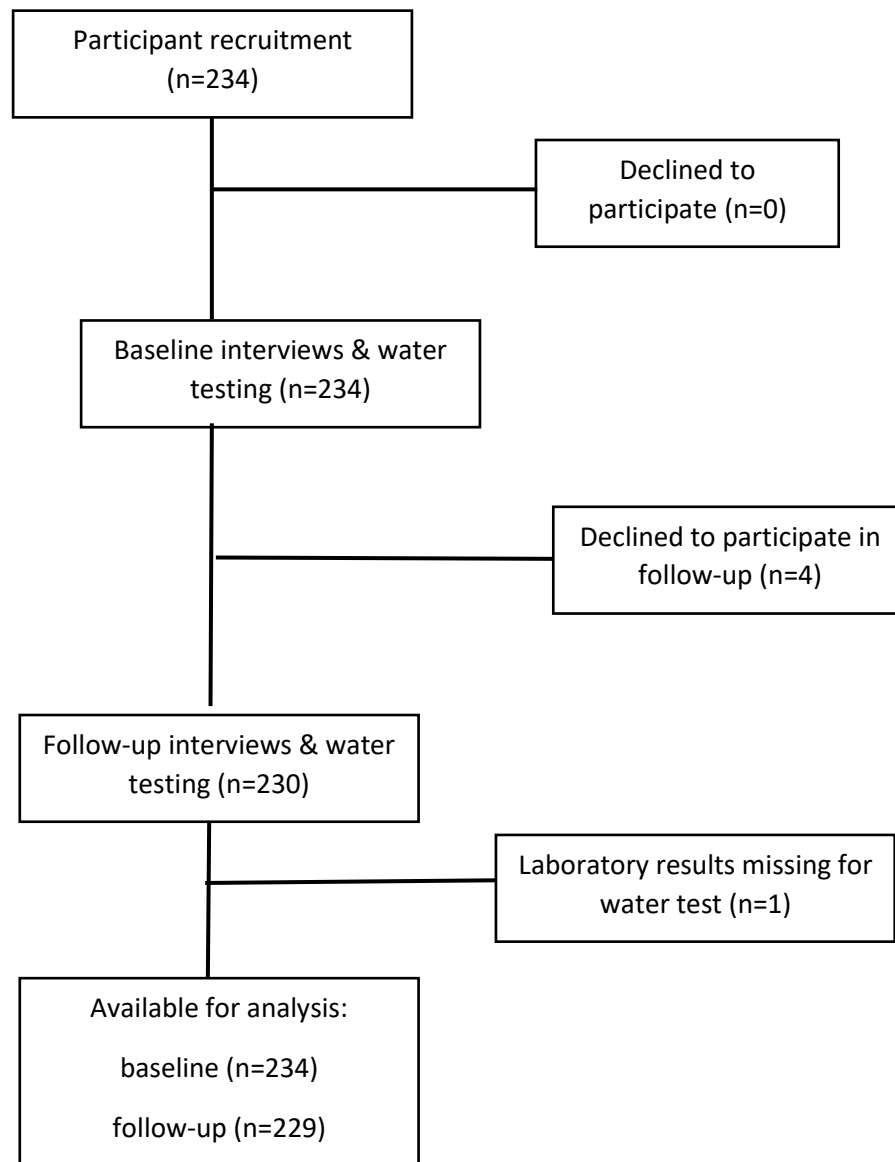 Participant recruitment
(n=234)
Declined to
participate (n=0)
Baseline interviews & water
testing (n=234)
Declined to participate in
follow-up (n=4)
Follow-up interviews & water
testing (n=230)
Laboratory results missing for
water test (n=1)
Available for analysis:
baseline (n=234)
follow-up (n=229)